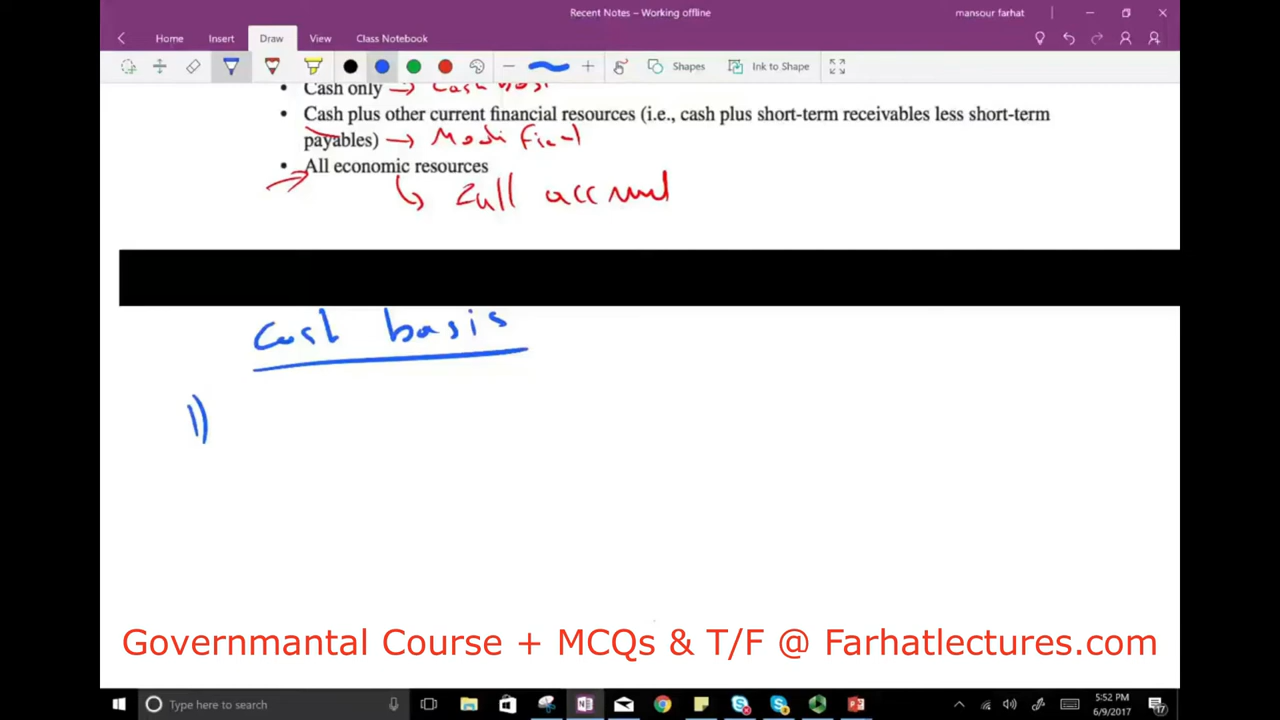 Recent Notes – Working offline
mansour farhat
Home Insert Draw View Class Notebook
Shapes Ink to Shape
• Cash only → Cash basi
• Cash plus other current financial resources (i.e., cash plus short-term receivables less short-term
payables) → Modified
• All economic resources
Full accrual
Cash basis
1)
Governmantal Course + MCQs & T/F @ Farhatlectures.com
Type here to search
5:52 PM
6/9/2017
17